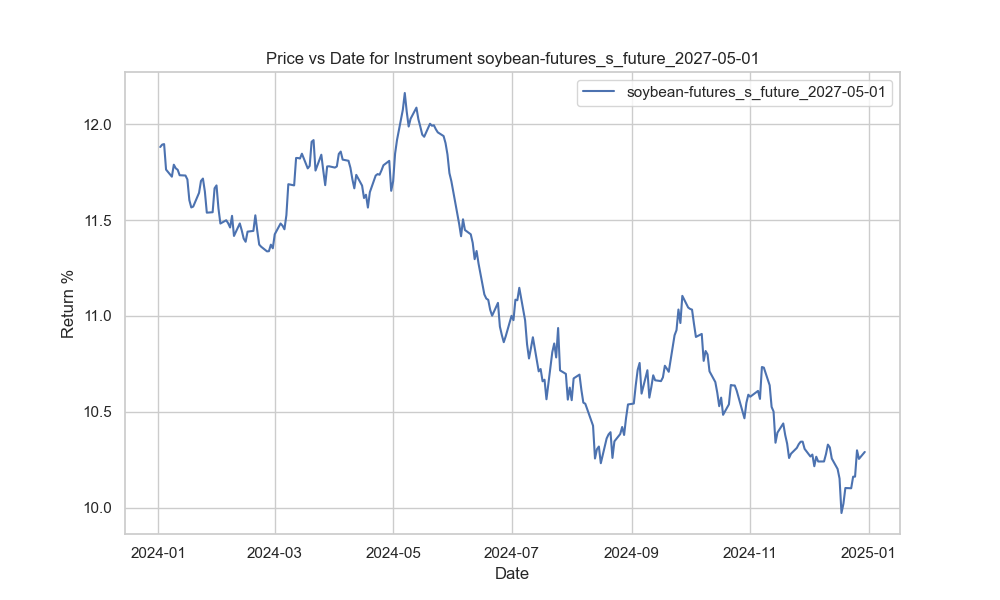 Price vs Date for Instrument soybean-futures_s_future_2027-05-01
soybean-futures_s_future_2027-05-01
Return %
12.0
11.5
11.0
10.5
10.0
2024-01 2024-03 2024-05 2024-07 2024-09 2024-11 2025-01
Date